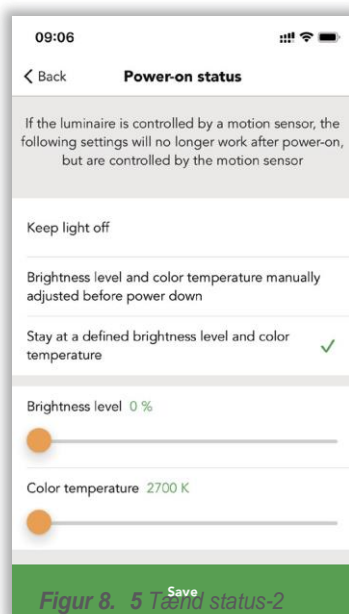 09:06
Back
Power-on status
If the luminaire is controlled by a motion sensor, the
following settings will no longer work after power-on,
but are controlled by the motion sensor
Keep light off
Brightness level and color temperature manually
adjusted before power down
Stay at a defined brightness level and color
temperature
Brightness level 0 %
Color temperature 2700 K
Save
Figur 8. 5 Tænd status-2